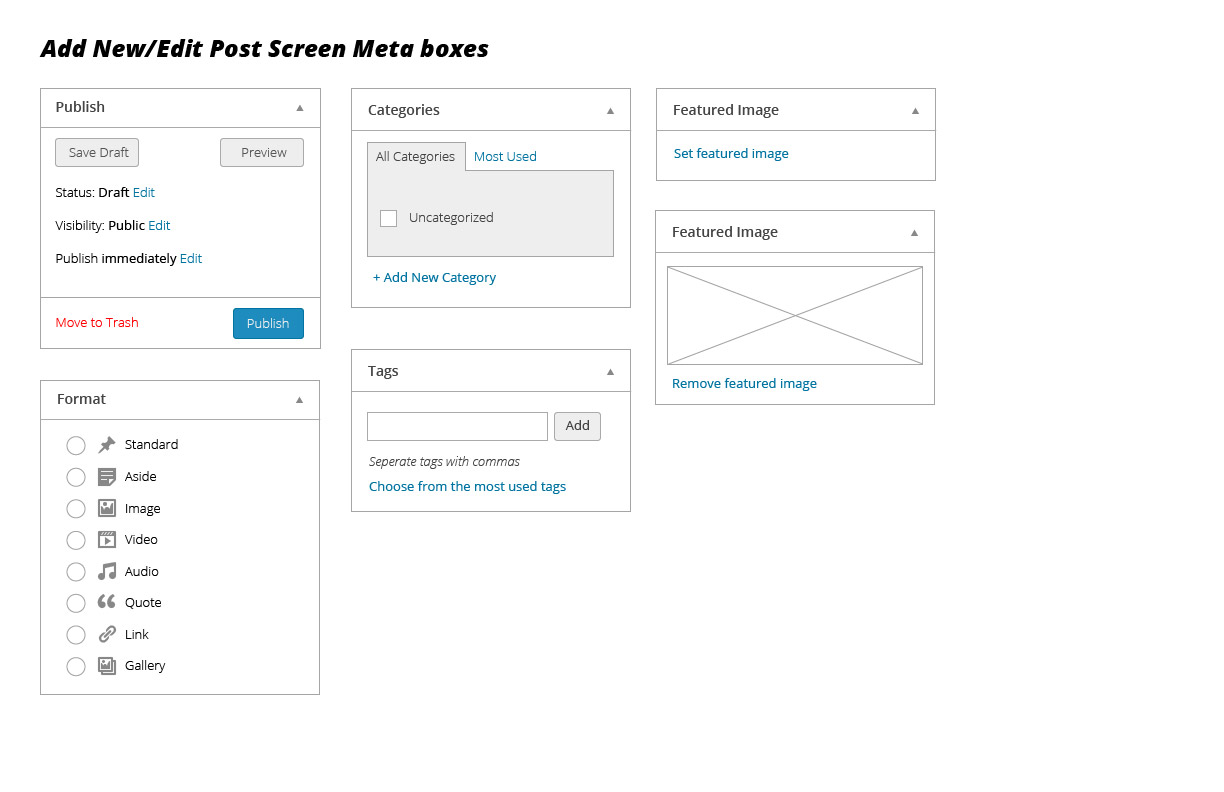 Add New/Edit Post Screen Meta boxes
Publish
Save Draft
Preview
Status: Draft Edit
Visibility: Public Edit
Publish immediately Edit
Move to Trash
Publish
Format
Standard
Aside
Image
Video
Audio
Quote
Link
Gallery
Categories
All Categories
Most Used
Uncategorized
+ Add New Category
Tags
Add
Seperate tags with commas
Choose from the most used tags
Featured Image
Set featured image
Featured Image
Remove featured image